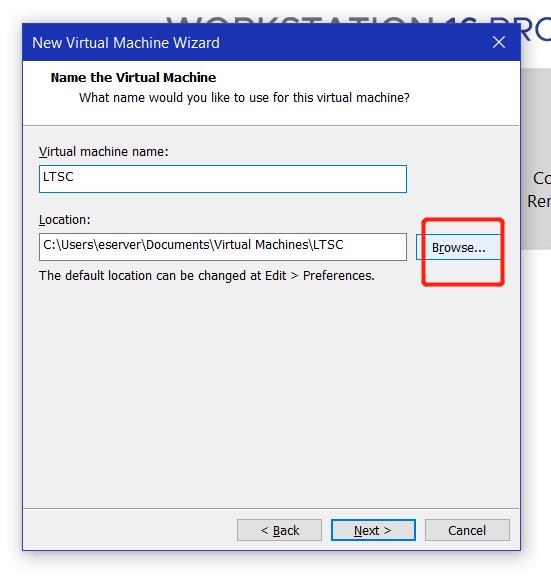 WORKSTATION 16 PRO
New Virtual Machine Wizard
Name the Virtual Machine
What name would you like to use for this virtual machine?
Virtual machine name:
LTSC
Location:
C:\Users\eserver\Documents\Virtual Machines\LTSC
Browse...
The default location can be changed at Edit > Preferences.
< Back
Next >
Cancel